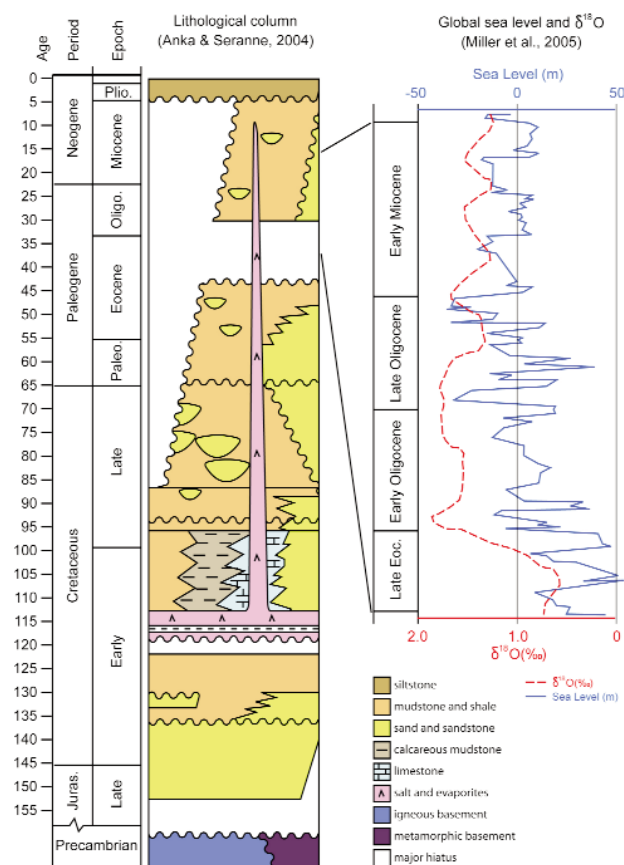 Lithological column
(Anka & Seranne, 2004)
Global sea level and δ¹⁸O
(Miller et al., 2005)
Sea Level (m)
-50 0 50
Age
Period
Epoch
0
5
10
15
20
25
30
35
40
45
50
55
60
65
70
75
80
85
90
95
100
105
110
115
120
125
130
135
140
145
150
155
Neogene
Paleogene
Cretaceous
Juras.
Precambrian
Plio.
Miocene
Oligo.
Eocene
Paleo.
Late
Early
Late
Early Miocene
Late Oligocene
Early Oligocene
Late Eoc.
2.0 1.0 0
δ¹⁸O(‰)
siltstone
mudstone and shale
sand and sandstone
calcareous mudstone
limestone
salt and evaporites
igneous basement
metamorphic basement
major hiatus
δ¹⁸O(‰)
Sea Level (m)